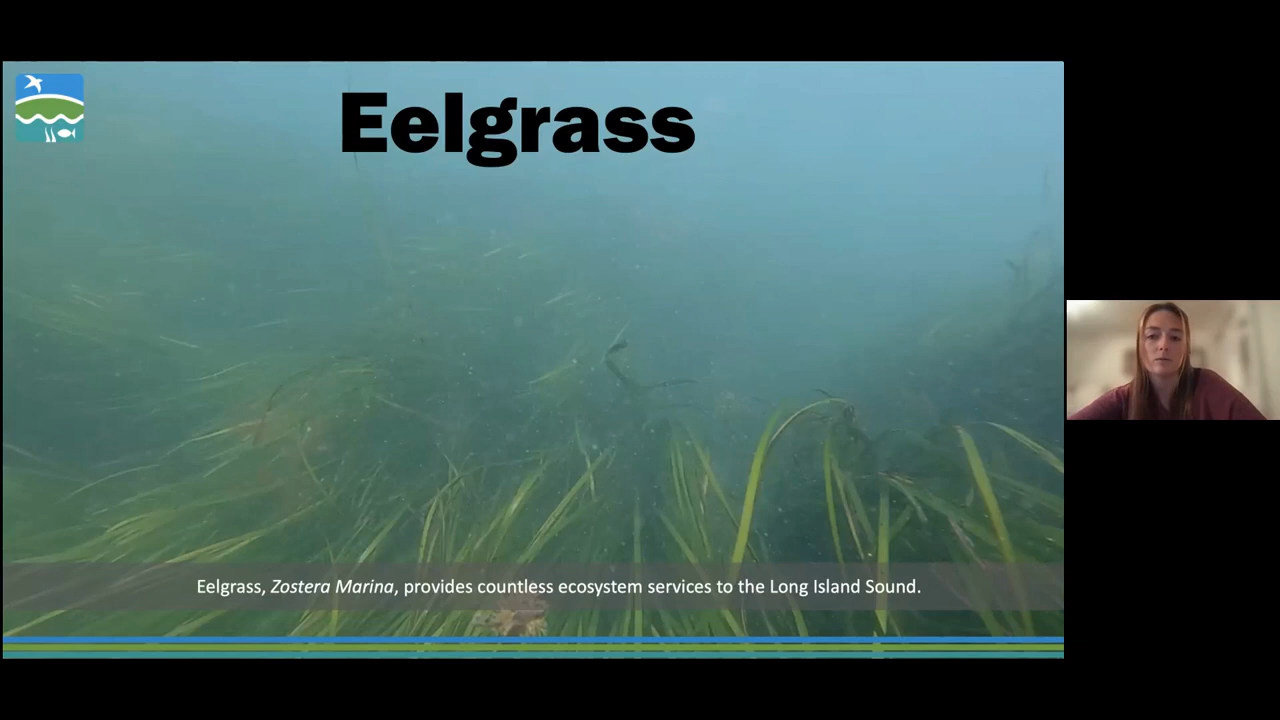 Eelgrass
Eelgrass, Zostera Marina, provides countless ecosystem services to the Long Island Sound.